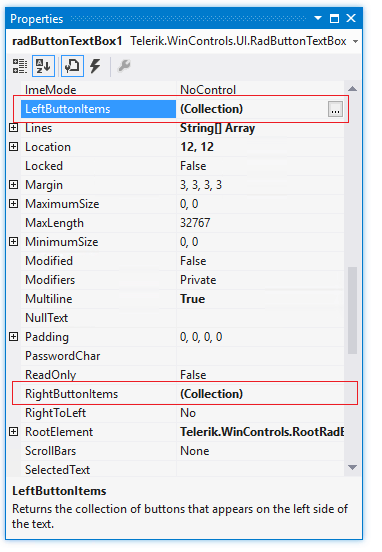 Properties
radButtonTextBox1 Telerik.WinControls.UI.RadButtonTextBox
ImeMode NoControl
LeftButtonItems (Collection) ...
Lines String[] Array
Location 12, 12
Locked False
Margin 3, 3, 3, 3
MaximumSize 0, 0
MaxLength 32767
MinimumSize 0, 0
Modified False
Modifiers Private
Multiline True
NullText
Padding 0, 0, 0, 0
PasswordChar
ReadOnly False
RightButtonItems (Collection)
RightToLeft No
RootElement Telerik.WinControls.RootRadE
ScrollBars None
SelectedText
LeftButtonItems
Returns the collection of buttons that appears on the left side of
the text.